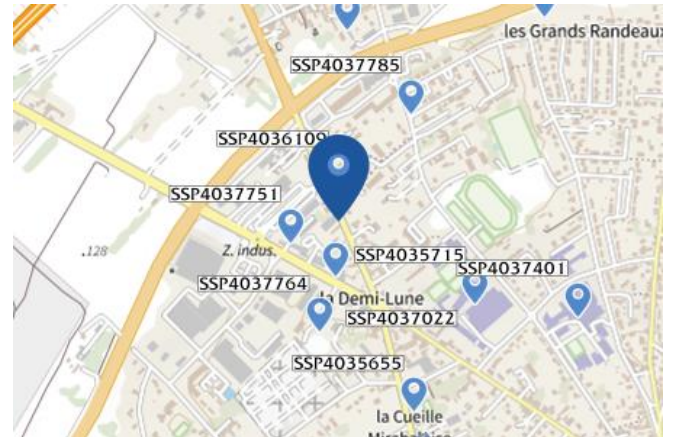 les Grands Randeaux
SSP4037785
SSP4036109
SSP4037751
.128
Z. indus.
SSP4035715
SSP4037401
SSP4037764
la Demi-Lune
SSP4037022
SSP4035655
la Cueille